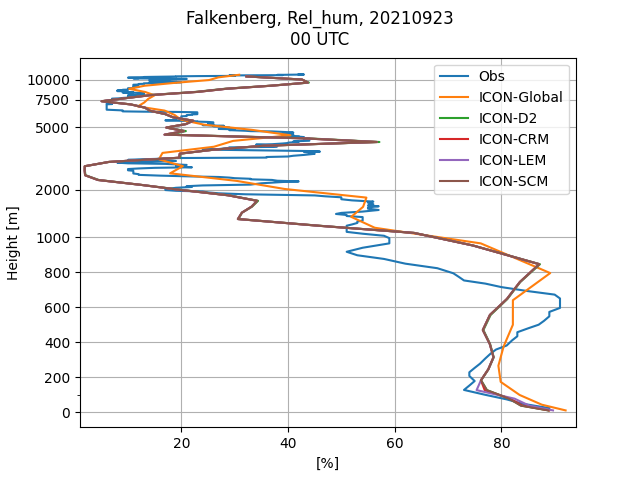 Falkenberg, Rel_hum, 20210923
00 UTC
Obs
ICON-Global
ICON-D2
ICON-CRM
ICON-LEM
ICON-SCM
10000
7500
5000
2000
1000
800
600
400
200
0
Height [m]
20
40
60
80
[%]